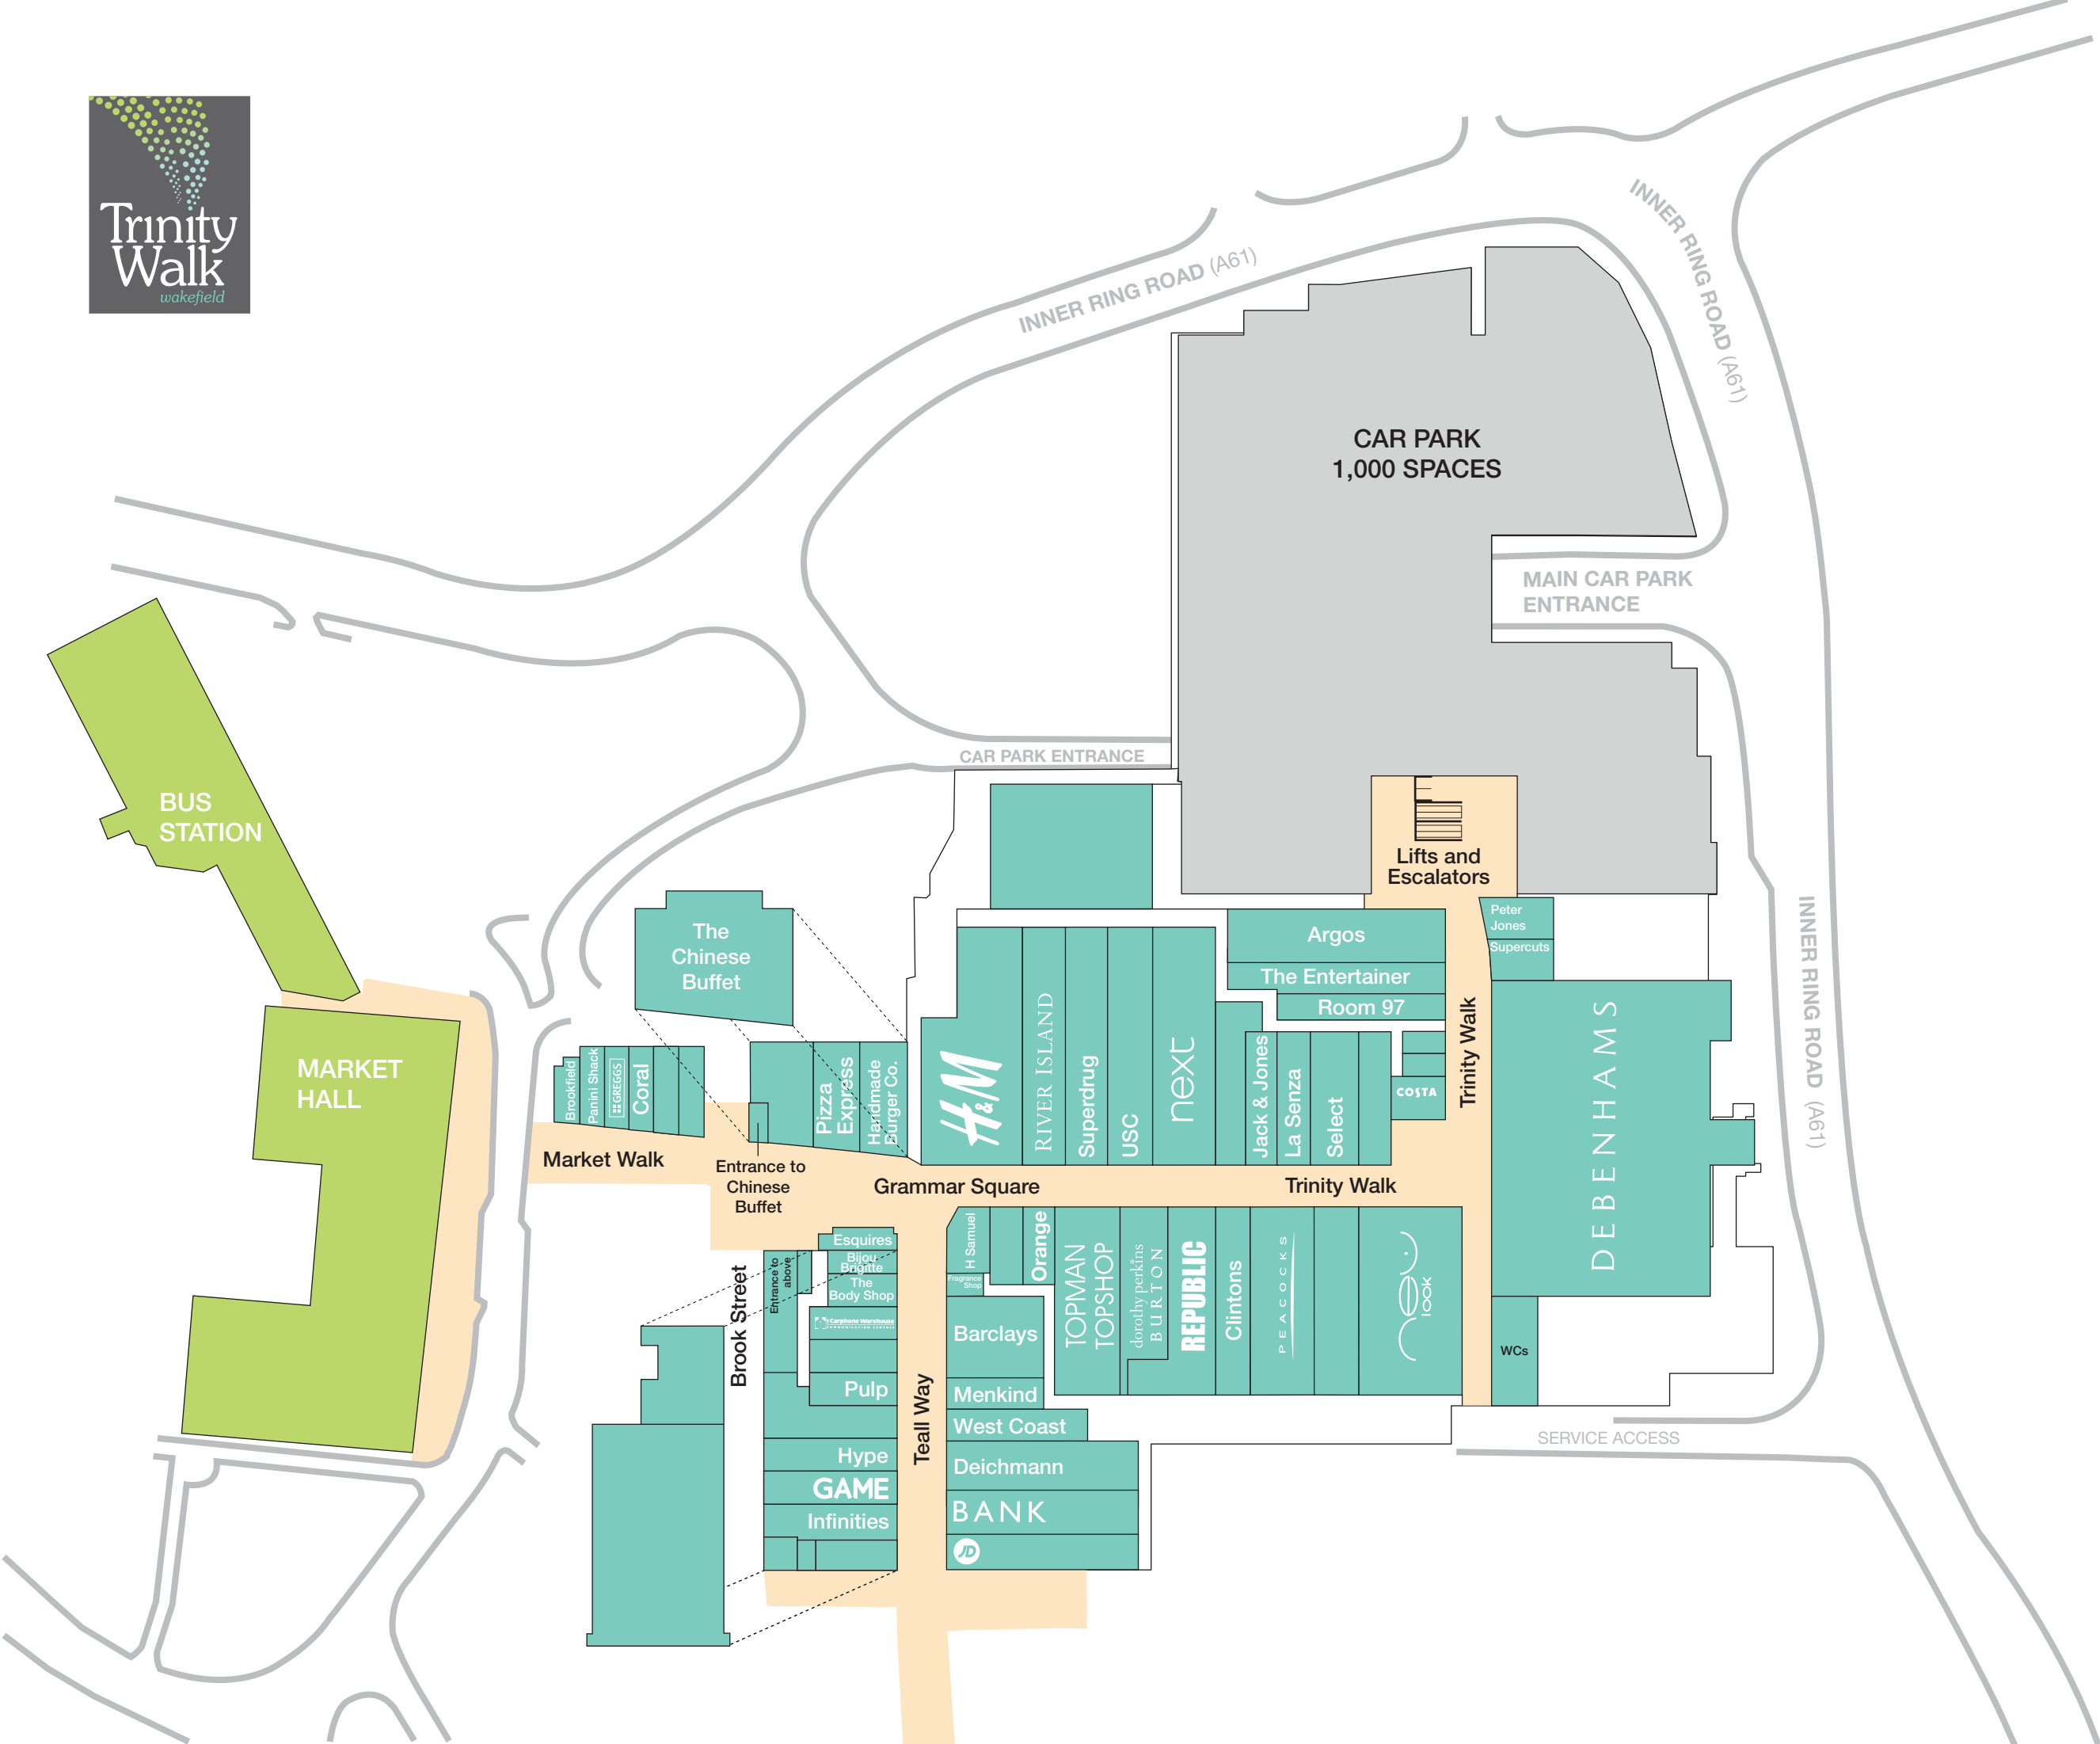 Trinity
Walk
wakefield
INNER RING ROAD (A61)
INNER RING ROAD (A61)
CAR PARK
1,000 SPACES
MAIN CAR PARK
ENTRANCE
CAR PARK ENTRANCE
BUS
STATION
Lifts and
Escalators
The
Chinese
Buffet
Peter
Jones
Supercuts
Argos
The Entertainer
Room 97
INNER RING ROAD (A61)
MARKET
HALL
Brookfield
Panini Shack
GREGGS
Coral
Pizza
Express
Handmade
Burger Co.
H&M
RIVER ISLAND
Superdrug
USC
next
Jack & Jones
La Senza
Select
COSTA
Trinity Walk
DEBENHAMS
Market Walk
Entrance to
Chinese
Buffet
Grammar Square
Trinity Walk
Esquires
Bijou
Brigitte
The
Body Shop
Entrance to
above
Carphone Warehouse
Pulp
Hype
GAME
Infinities
Brook Street
Teall Way
H Samuel
Fragrance
Shop
Orange
Barclays
Menkind
West Coast
Deichmann
BANK
JD
TOPMAN
TOPSHOP
dorothy perkins
BURTON
REPUBLIC
Clintons
PEACOCKS
new look
WCs
SERVICE ACCESS